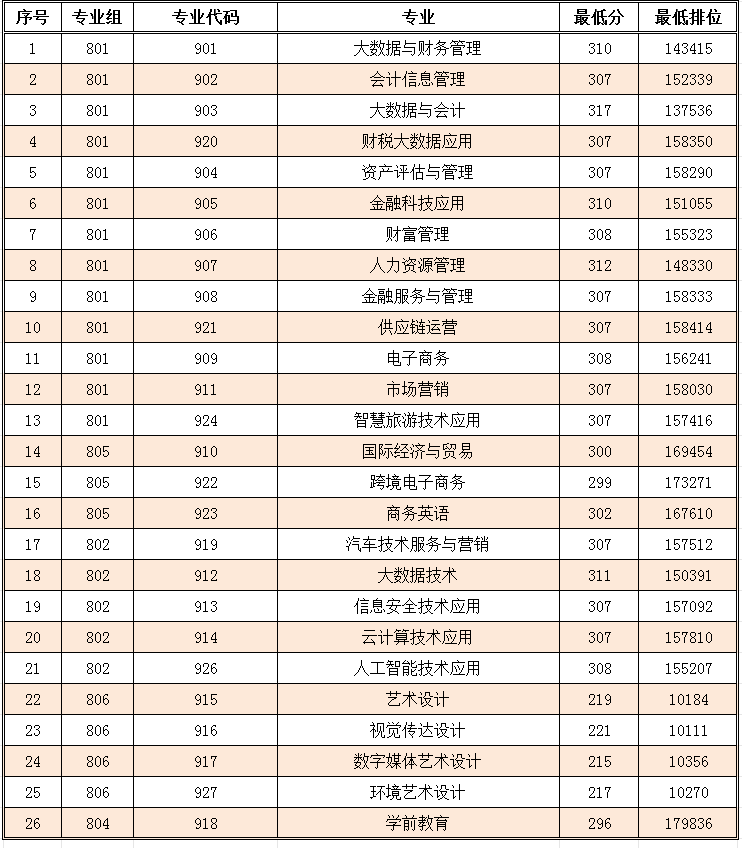 序号 专业组 专业代码 专业 最低分 最低排位
1 801 901 大数据与财务管理 310 143415
2 801 902 会计信息管理 307 152339
3 801 903 大数据与会计 317 137536
4 801 920 财税大数据应用 307 158350
5 801 904 资产评估与管理 307 158290
6 801 905 金融科技应用 310 151055
7 801 906 财富管理 308 155323
8 801 907 人力资源管理 312 148330
9 801 908 金融服务与管理 307 158333
10 801 921 供应链运营 307 158414
11 801 909 电子商务 308 156241
12 801 911 市场营销 307 158030
13 801 924 智慧旅游技术应用 307 157416
14 805 910 国际经济与贸易 300 169454
15 805 922 跨境电子商务 299 173271
16 805 923 商务英语 302 167610
17 802 919 汽车技术服务与营销 307 157512
18 802 912 大数据技术 311 150391
19 802 913 信息安全技术应用 307 157092
20 802 914 云计算技术应用 307 157810
21 802 926 人工智能技术应用 308 155207
22 806 915 艺术设计 219 10184
23 806 916 视觉传达设计 221 10111
24 806 917 数字媒体艺术设计 215 10356
25 806 927 环境艺术设计 217 10270
26 804 918 学前教育 296 179836